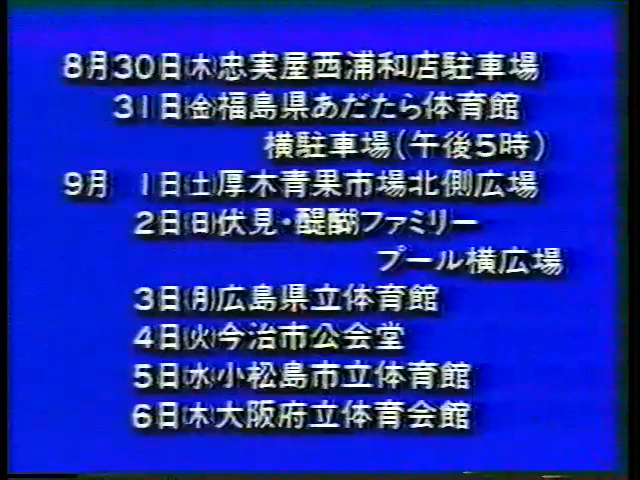 8月30日(木)忠実屋西浦和店駐車場
31日(金)福島県あだたら体育館
横駐車場(午後5時)
9月 1日(土)厚木青果市場北側広場
2日(日)伏見・醍醐ファミリー
プール横広場
3日(月)広島県立体育館
4日(火)今治市公会堂
5日(水)小松島市立体育館
6日(木)大阪府立体育会館